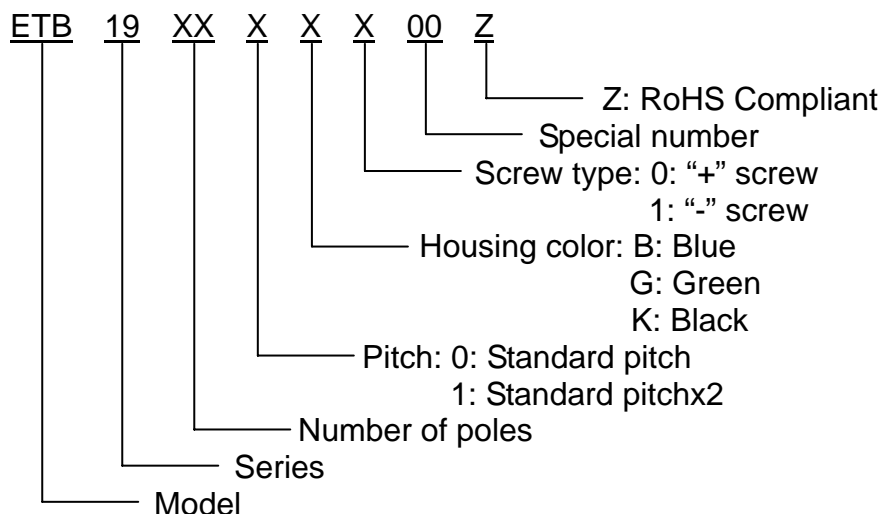 ETB 19 XX X X X 00 Z
Z: RoHS Compliant
Special number
Screw type: 0: “+” screw
1: “-” screw
Housing color: B: Blue
G: Green
K: Black
Pitch: 0: Standard pitch
1: Standard pitchx2
Number of poles
Series
Model